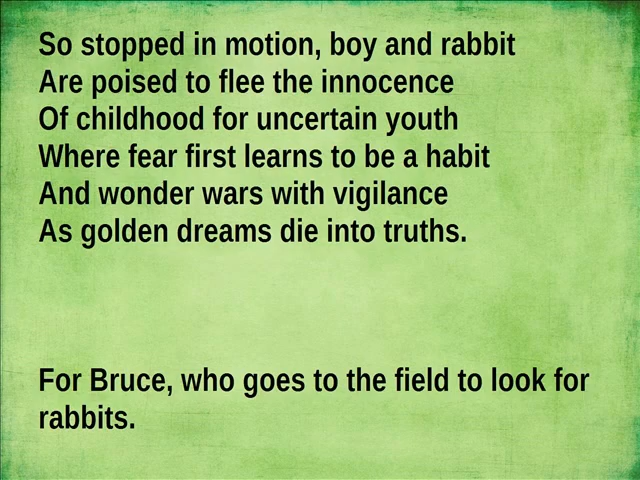 So stopped in motion, boy and rabbit
Are poised to flee the innocence
Of childhood for uncertain youth
Where fear first learns to be a habit
And wonder wars with vigilance
As golden dreams die into truths.
For Bruce, who goes to the field to look for
rabbits.